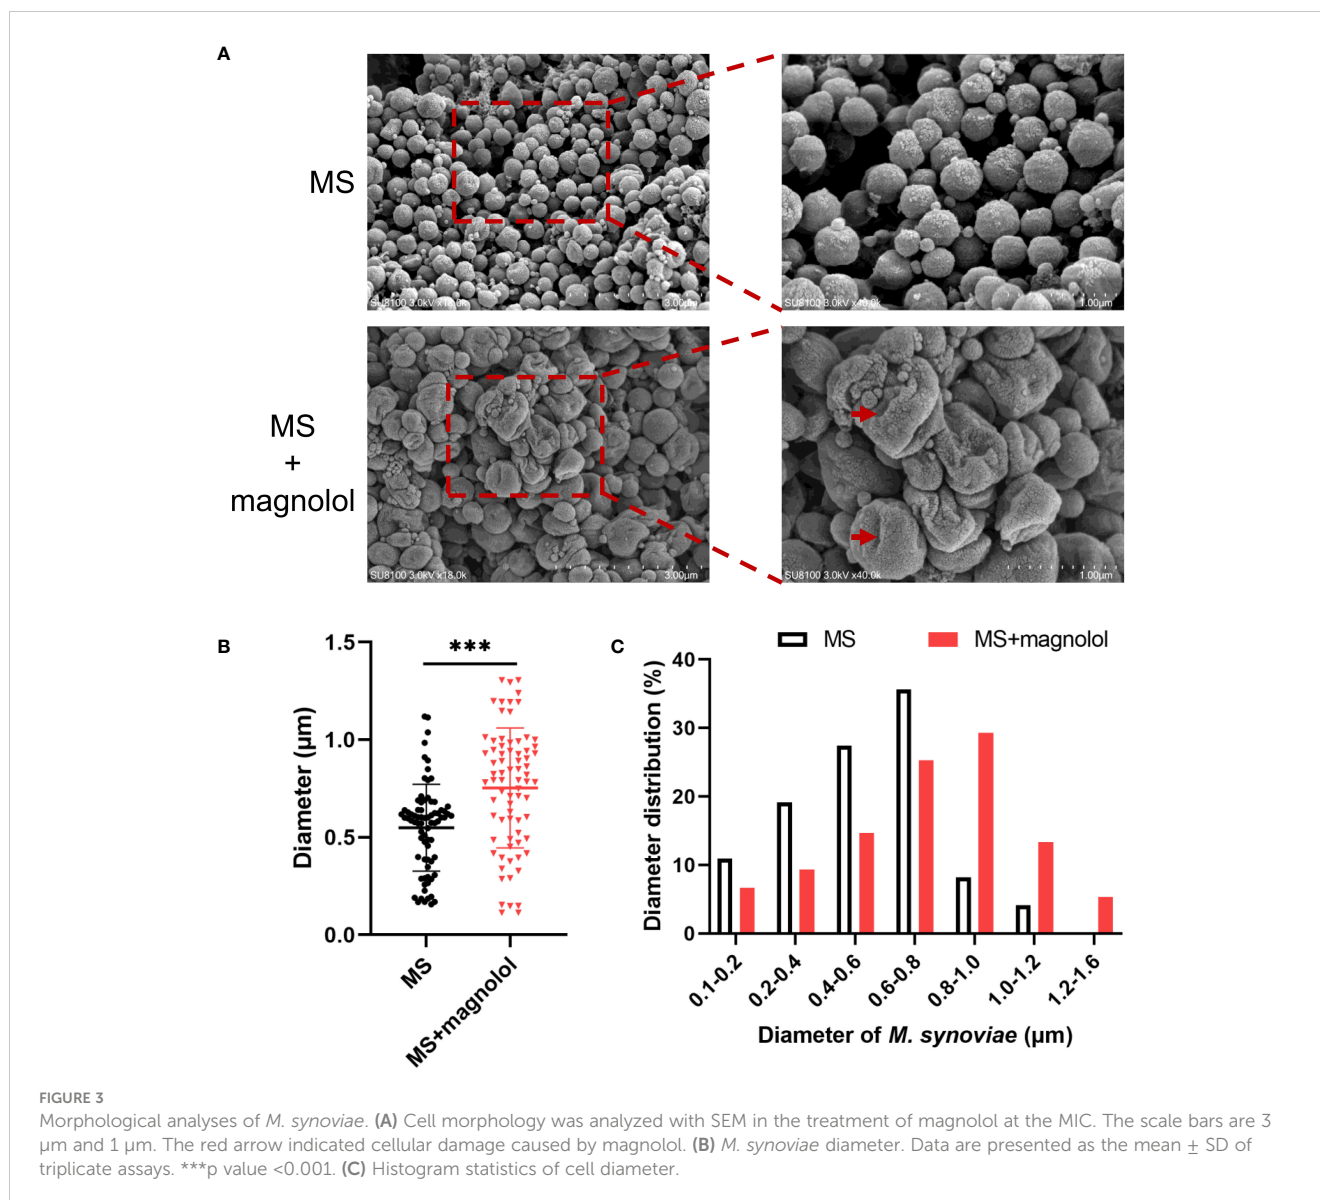 A
MS
SU8100 3.0kV x18.0k
3.00µm
SU8100 3.0kV x40.0k
1.00µm
MS
+
magnolol
SU8100 3.0kV x18.0k
3.00µm
SU8100 3.0kV x40.0k
1.00µm
B
Diameter (µm)
1.5
1.0
0.5
0.0
***
MS
MS+magnolol
C
MS
MS+magnolol
Diameter distribution (%)
40
30
20
10
0
0.1-0.2
0.2-0.4
0.4-0.6
0.6-0.8
0.8-1.0
1.0-1.2
1.2-1.6
Diameter of M. synoviae (µm)
FIGURE 3
Morphological analyses of M. synoviae. (A) Cell morphology was analyzed with SEM in the treatment of magnolol at the MIC. The scale bars are 3
µm and 1 µm. The red arrow indicated cellular damage caused by magnolol. (B) M. synoviae diameter. Data are presented as the mean ± SD of
triplicate assays. ***p value <0.001. (C) Histogram statistics of cell diameter.